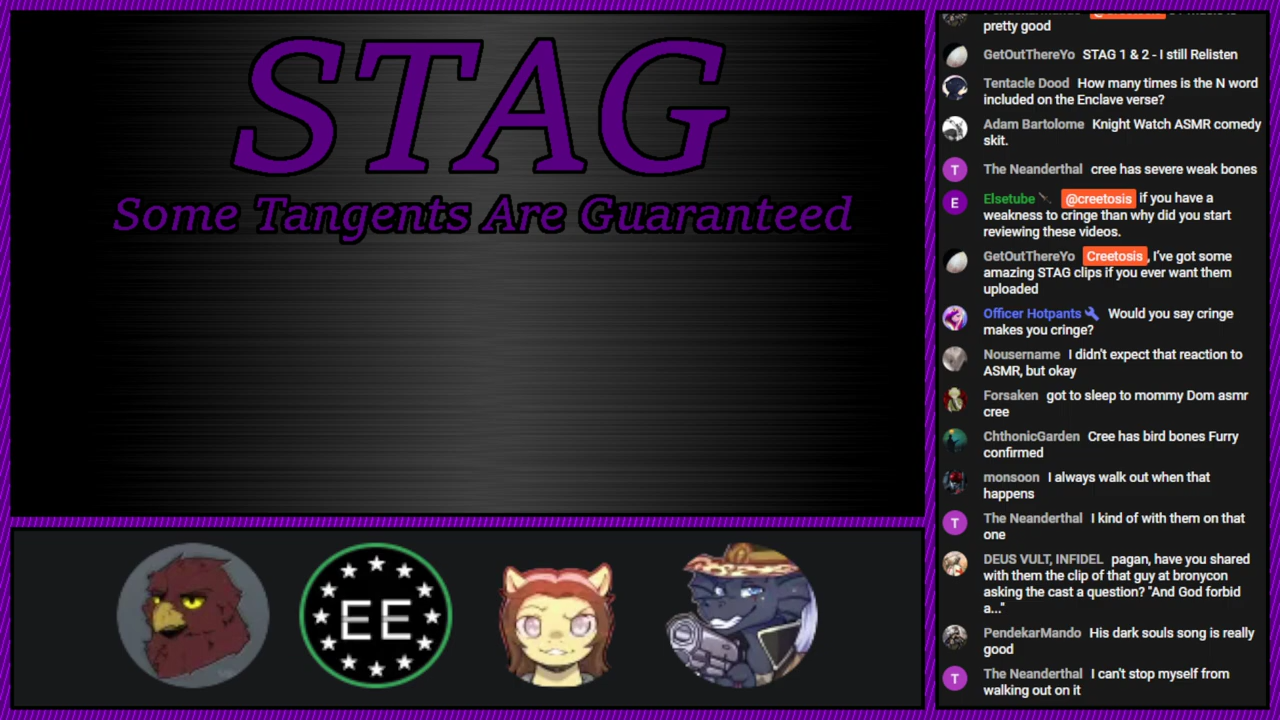 STAG
Some Tangents Are Guaranteed
EE
pretty good
GetOutThereYo STAG 1 & 2 - I still Relisten
Tentacle Dood How many times is the N word
included on the Enclave verse?
Adam Bartolome Knight Watch ASMR comedy
skit.
T The Neanderthal cree has severe weak bones
E Elsetube @creetosis if you have a
weakness to cringe than why did you start
reviewing these videos.
GetOutThereYo Creetosis, I've got some
amazing STAG clips if you ever want them
uploaded
Officer Hotpants Would you say cringe
makes you cringe?
Nousername I didn't expect that reaction to
ASMR, but okay
Forsaken got to sleep to mommy Dom asmr
cree
ChthonicGarden Cree has bird bones Furry
confirmed
monsoon I always walk out when that
happens
T The Neanderthal I kind of with them on that
one
DEUS VULT, INFIDEL pagan, have you shared
with them the clip of that guy at bronycon
asking the cast a question? "And God forbid
a..."
PendekarMando His dark souls song is really
good
T The Neanderthal I can't stop myself from
walking out on it